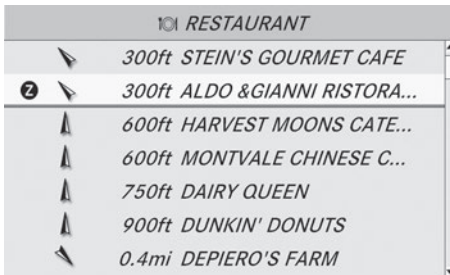 RESTAURANT
300ft STEIN'S GOURMET CAFE
Z 300ft ALDO &GIANNI RISTORA...
600ft HARVEST MOONS CATE...
600ft MONTVALE CHINESE C...
750ft DAIRY QUEEN
900ft DUNKIN' DONUTS
0.4mi DEPIERO'S FARM